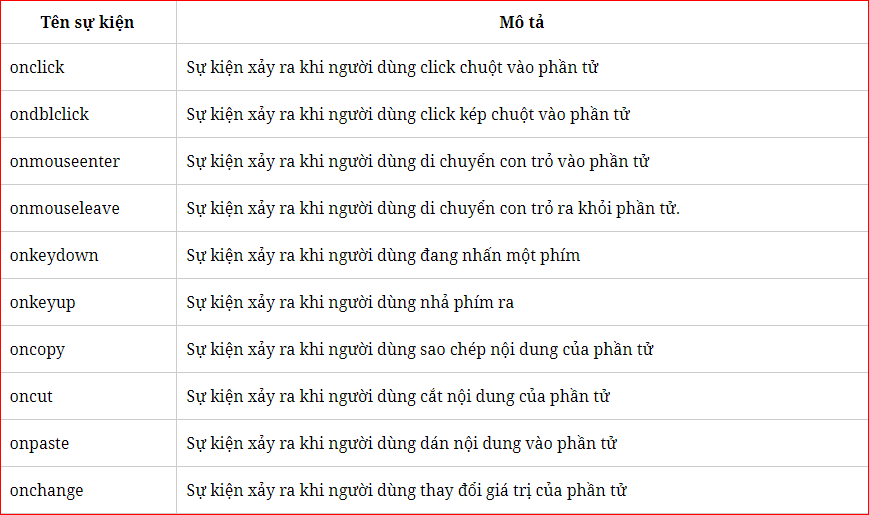 Tên sự kiện Mô tả
onclick Sự kiện xảy ra khi người dùng click chuột vào phần tử
ondblclick Sự kiện xảy ra khi người dùng click kép chuột vào phần tử
onmouseenter Sự kiện xảy ra khi người dùng di chuyển con trỏ vào phần tử
onmouseleave Sự kiện xảy ra khi người dùng di chuyển con trỏ ra khỏi phần tử.
onkeydown Sự kiện xảy ra khi người dùng đang nhấn một phím
onkeyup Sự kiện xảy ra khi người dùng nhả phím ra
oncopy Sự kiện xảy ra khi người dùng sao chép nội dung của phần tử
oncut Sự kiện xảy ra khi người dùng cắt nội dung của phần tử
onpaste Sự kiện xảy ra khi người dùng dán nội dung vào phần tử
onchange Sự kiện xảy ra khi người dùng thay đổi giá trị của phần tử